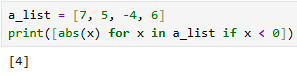 a_list = [7, 5, -4, 6]
print([abs(x) for x in a_list if x < 0])
[4]